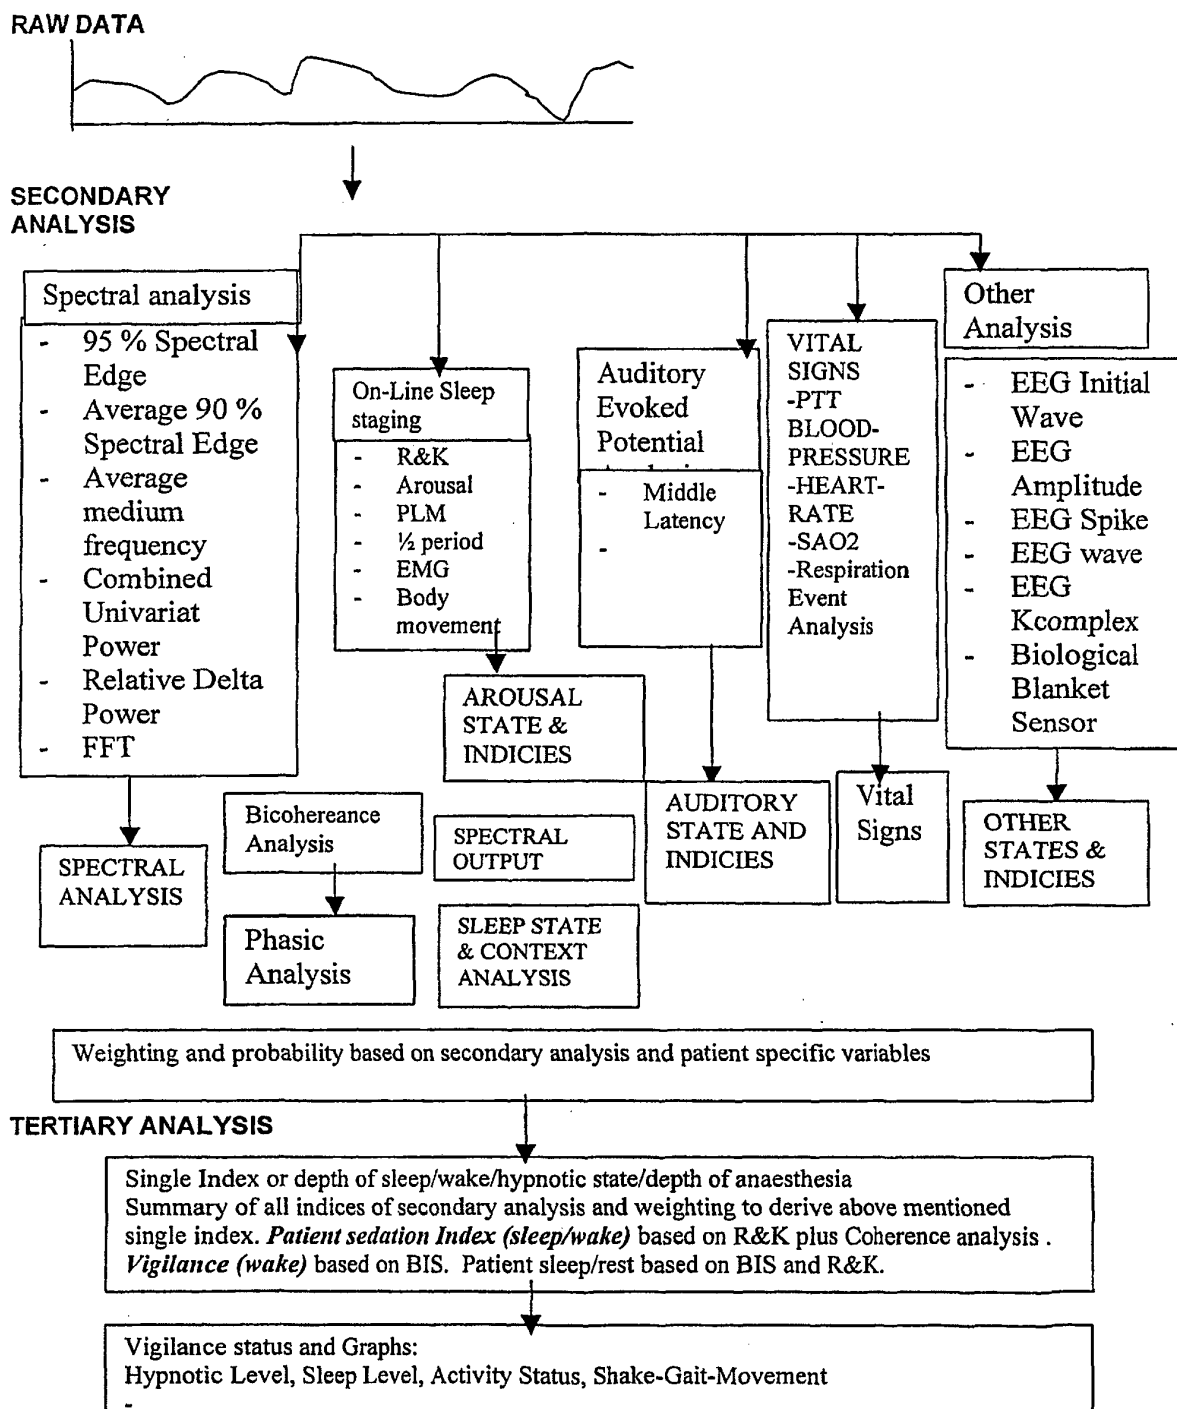 RAW DATA
SECONDARY
ANALYSIS
Spectral analysis
- 95 % Spectral
Edge
- Average 90 %
Spectral Edge
- Average
medium
frequency
- Combined
Univariat
Power
- Relative Delta
Power
- FFT
On-Line Sleep
staging
- R&K
- Arousal
- PLM
- ½ period
- EMG
- Body
movement
Auditory
Evoked
Potential
- Middle
Latency
-
VITAL
SIGNS
-PTT
BLOOD-
PRESSURE
-HEART-
RATE
-SAO2
-Respiration
Event
Analysis
Other
Analysis
- EEG Initial
Wave
- EEG
Amplitude
- EEG Spike
- EEG wave
- EEG
Kcomplex
- Biological
Blanket
Sensor
SPECTRAL
ANALYSIS
Bicohereance
Analysis
Phasic
Analysis
AROUSAL
STATE &
INDICIES
SPECTRAL
OUTPUT
SLEEP STATE
& CONTEXT
ANALYSIS
AUDITORY
STATE AND
INDICIES
Vital
Signs
OTHER
STATES &
INDICIES
Weighting and probability based on secondary analysis and patient specific variables
TERTIARY ANALYSIS
Single Index or depth of sleep/wake/hypnotic state/depth of anaesthesia
Summary of all indices of secondary analysis and weighting to derive above mentioned
single index. Patient sedation Index (sleep/wake) based on R&K plus Coherence analysis .
Vigilance (wake) based on BIS. Patient sleep/rest based on BIS and R&K.
Vigilance status and Graphs:
Hypnotic Level, Sleep Level, Activity Status, Shake-Gait-Movement
-